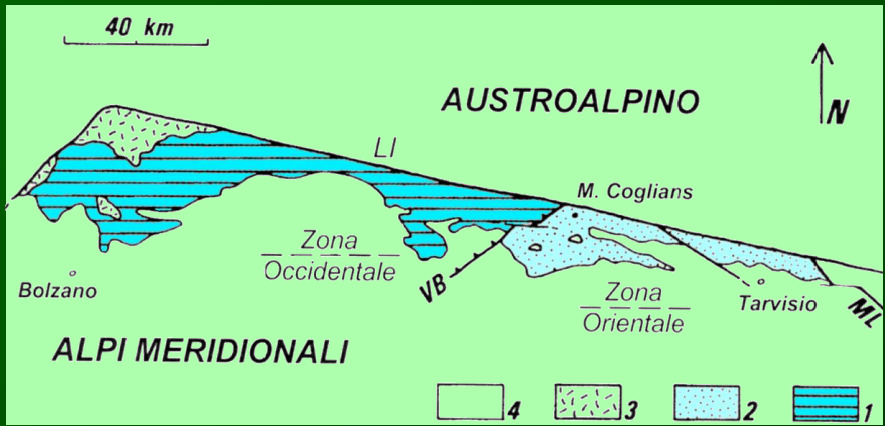 40 km
AUSTROALPINO
N
LI
M. Coglians
Zona
Occidentale
VB
Bolzano
Zona
Orientale
Tarvisio
ML
ALPI MERIDIONALI
4
3
2
1